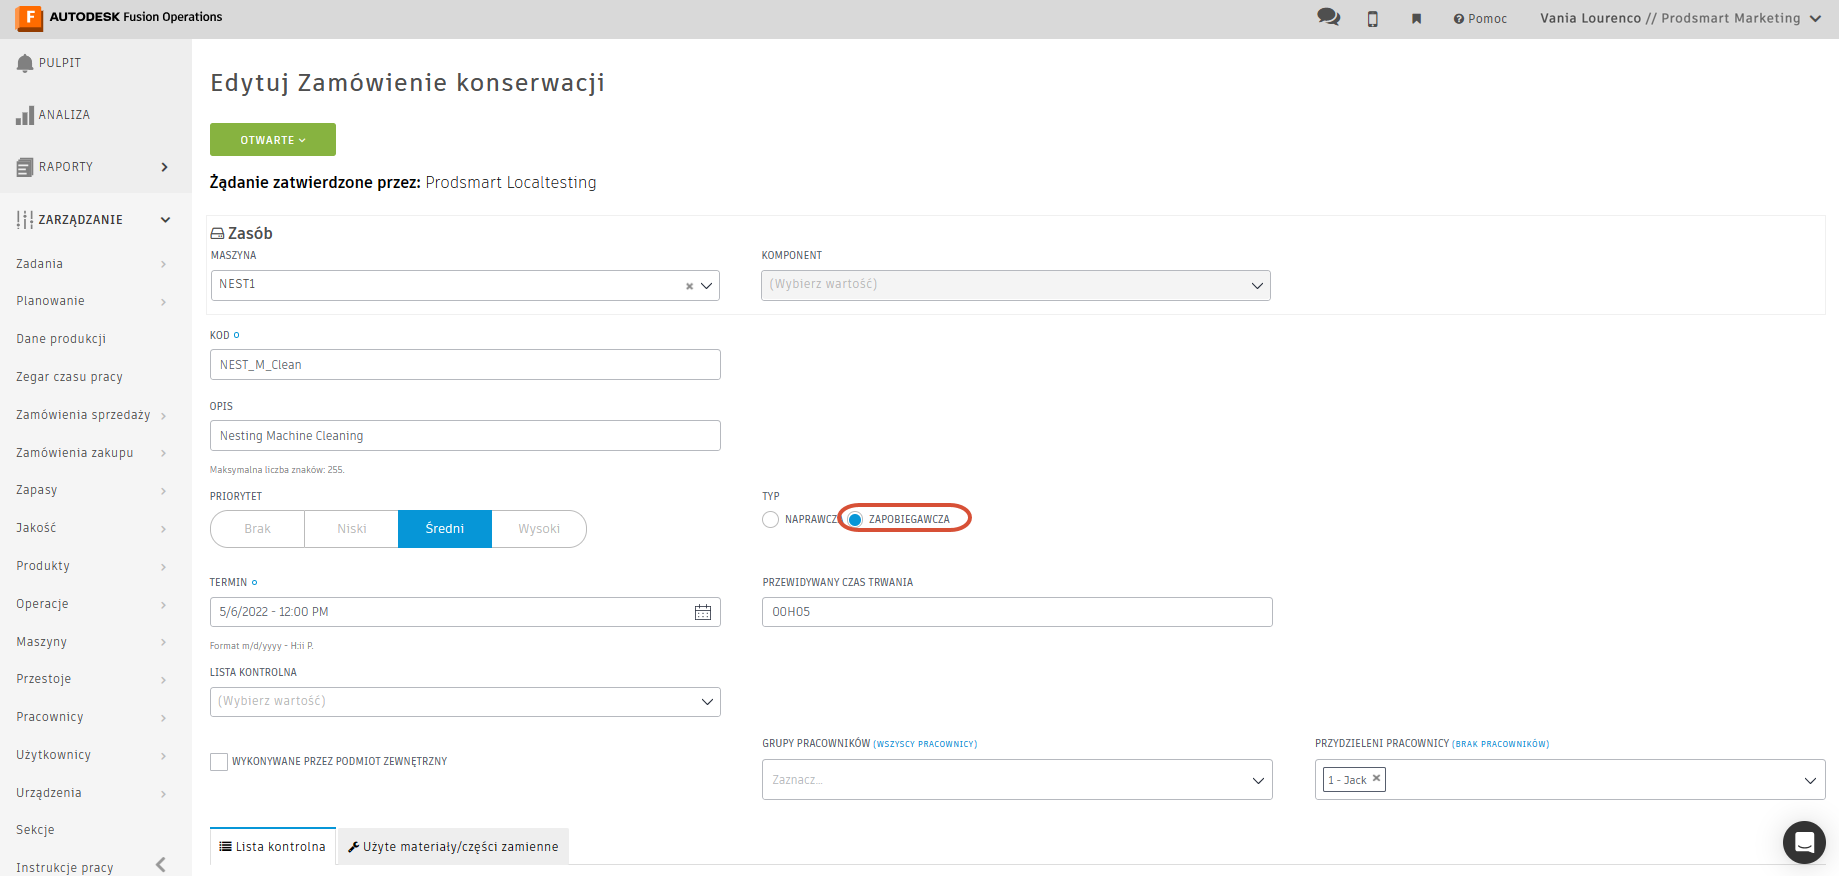 AUTODESK Fusion Operations
Pomoc
Vania Lourenco // Prodsmart Marketing
PULPIT
ANALIZA
RAPORTY
ZARZĄDZANIE
Zadania
Planowanie
Dane produkcji
Zegar czasu pracy
Zamówienia sprzedaży
Zamówienia zakupu
Zapasy
Jakość
Produkty
Operacje
Maszyny
Przestoje
Pracownicy
Użytkownicy
Urządzenia
Sekcje
Instrukcje pracy
Edytuj Zamówienie konserwacji
OTWARTE
Żądanie zatwierdzone przez: Prodsmart Localtesting
Zasób
MASZYNA
NEST1
KOMPONENT
(Wybierz wartość)
KOD
NEST_M_Clean
OPIS
Nesting Machine Cleaning
Maksymalna liczba znaków: 255.
PRIORYTET
Brak Niski Średni Wysoki
TYP
NAPRAWCZ ZAPOBIEGAWCZA
TERMIN
5/6/2022 - 12:00 PM
Format m/d/yyyy - H:ii P.
PRZEWIDYWANY CZAS TRWANIA
00H05
LISTA KONTROLNA
(Wybierz wartość)
WYKONYWANE PRZEZ PODMIOT ZEWNĘTRZNY
GRUPY PRACOWNIKÓW (WSZYSCY PRACOWNICY)
Zaznacz...
PRZYDZIELENI PRACOWNICY (BRAK PRACOWNIKÓW)
1 - Jack
Lista kontrolna
Użyte materiały/części zamienne